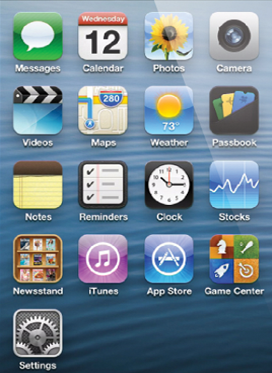 Wednesday
12
280
73°
Messages Calendar Photos Camera
Videos Maps Weather Passbook
Notes Reminders Clock Stocks
Newsstand iTunes App Store Game Center
Settings